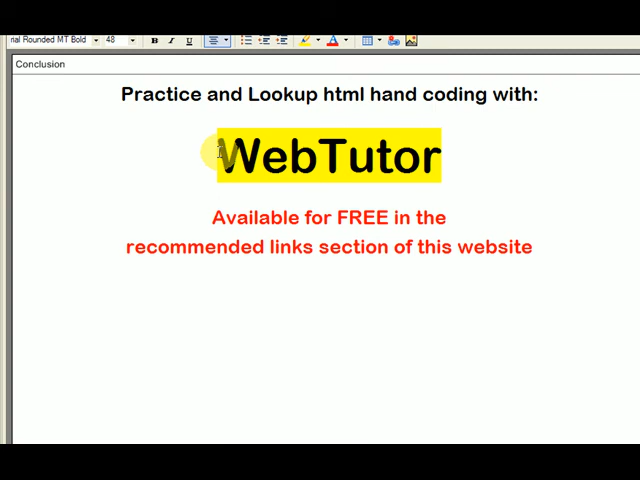 rial Rounded MT Bold 48 B I U A
Conclusion
Practice and Lookup html hand coding with:
WebTutor
Available for FREE in the
recommended links section of this website